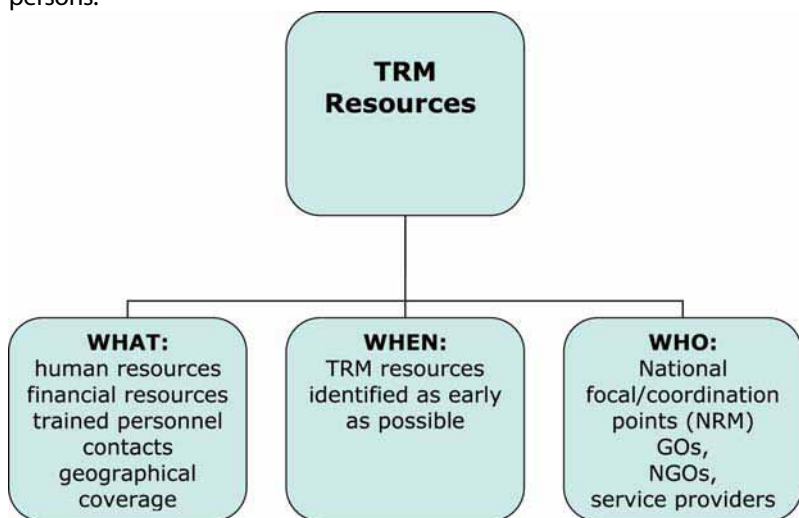 persons.
TRM
Resources
WHAT:
human resources
financial resources
trained personnel
contacts
geographical
coverage
WHEN:
TRM resources
identified as early
as possible
WHO:
National
focal/coordination
points (NRM)
GOs,
NGOs,
service providers